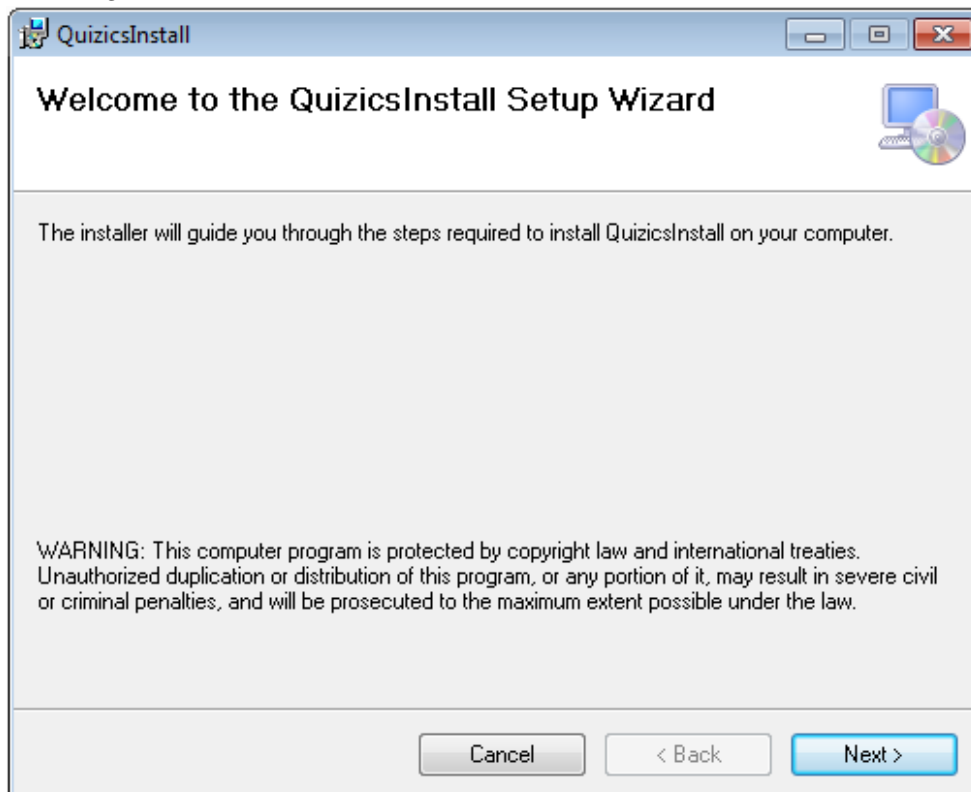 QuizicsInstall
Welcome to the QuizicsInstall Setup Wizard
The installer will guide you through the steps required to install QuizicsInstall on your computer.
WARNING: This computer program is protected by copyright law and international treaties.
Unauthorized duplication or distribution of this program, or any portion of it, may result in severe civil
or criminal penalties, and will be prosecuted to the maximum extent possible under the law.
Cancel
< Back
Next >